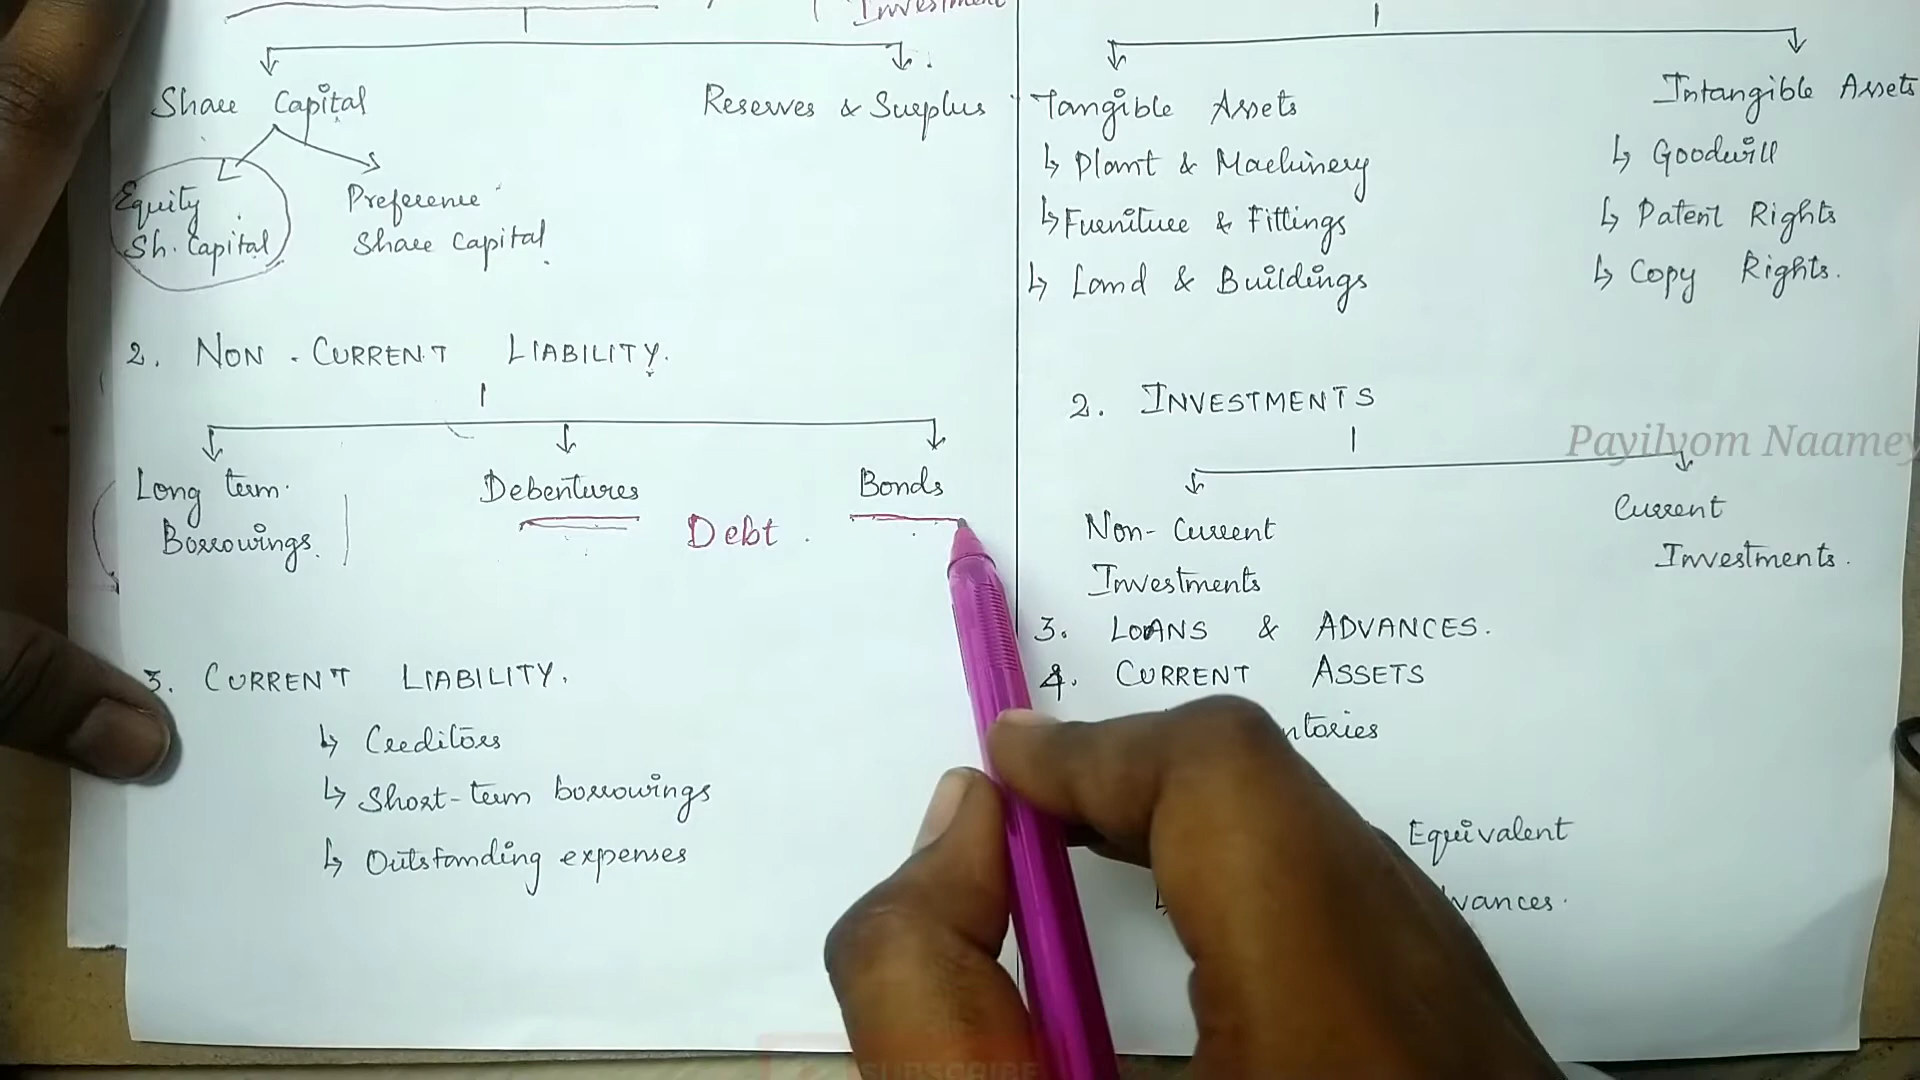 Investment
Share Capital
Reserves & Surplus
Equity
Sh. Capital
Preference
Share Capital
2. NON-CURRENT LIABILITY.
Long term
Borrowings.
Debentures
Debt.
Bonds
3. CURRENT LIABILITY.
↳ Creditors
↳ Short-term borrowings
↳ Outstanding expenses
Tangible Assets
↳ Plant & Machinery
↳ Furniture & Fittings
↳ Land & Buildings
Intangible Assets
↳ Goodwill
↳ Patent Rights
↳ Copy Rights.
2. INVESTMENTS
Payilvom Naamey
Non-Current
Investments
Current
Investments.
3. LOANS & ADVANCES.
4. CURRENT ASSETS
Equivalent
SUBSCRIBE